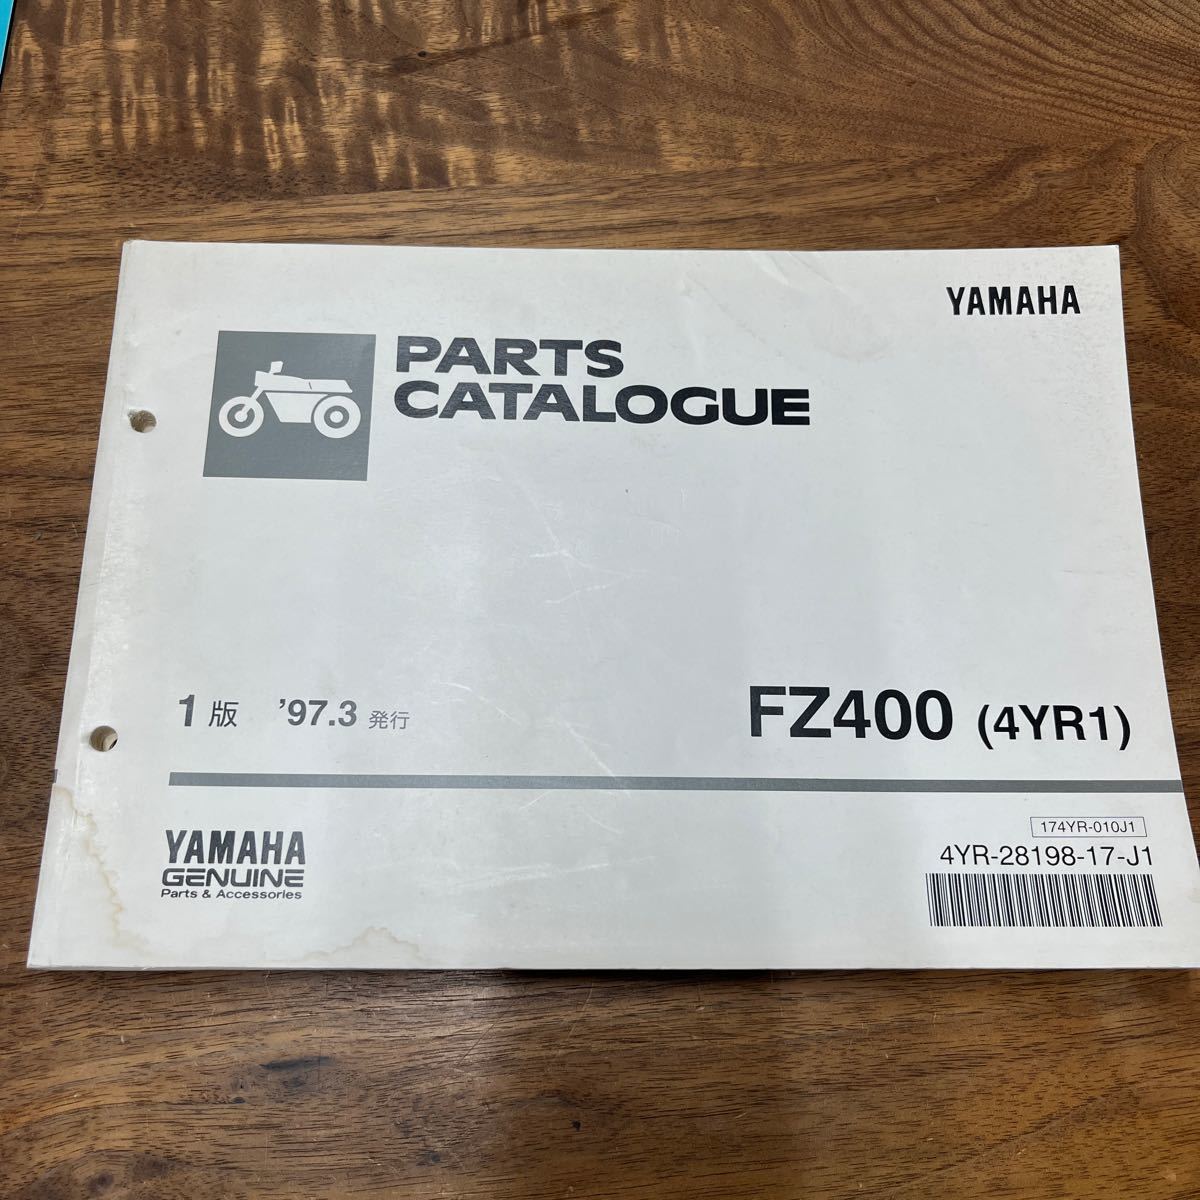 YAMAHA
PARTS
CATALOGUE
1版 '97.3 発行
FZ400 (4YR1)
174YR-010J1
4YR-28198-17-J1
YAMAHA
GENUINE
Parts & Accessories